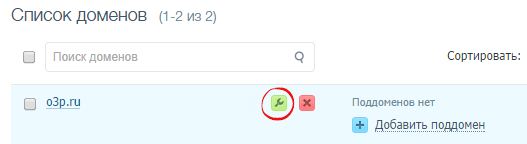 Список доменов (1-2 из 2)
Поиск доменов
Сортировать:
o3p.ru
Поддоменов нет
Добавить поддомен